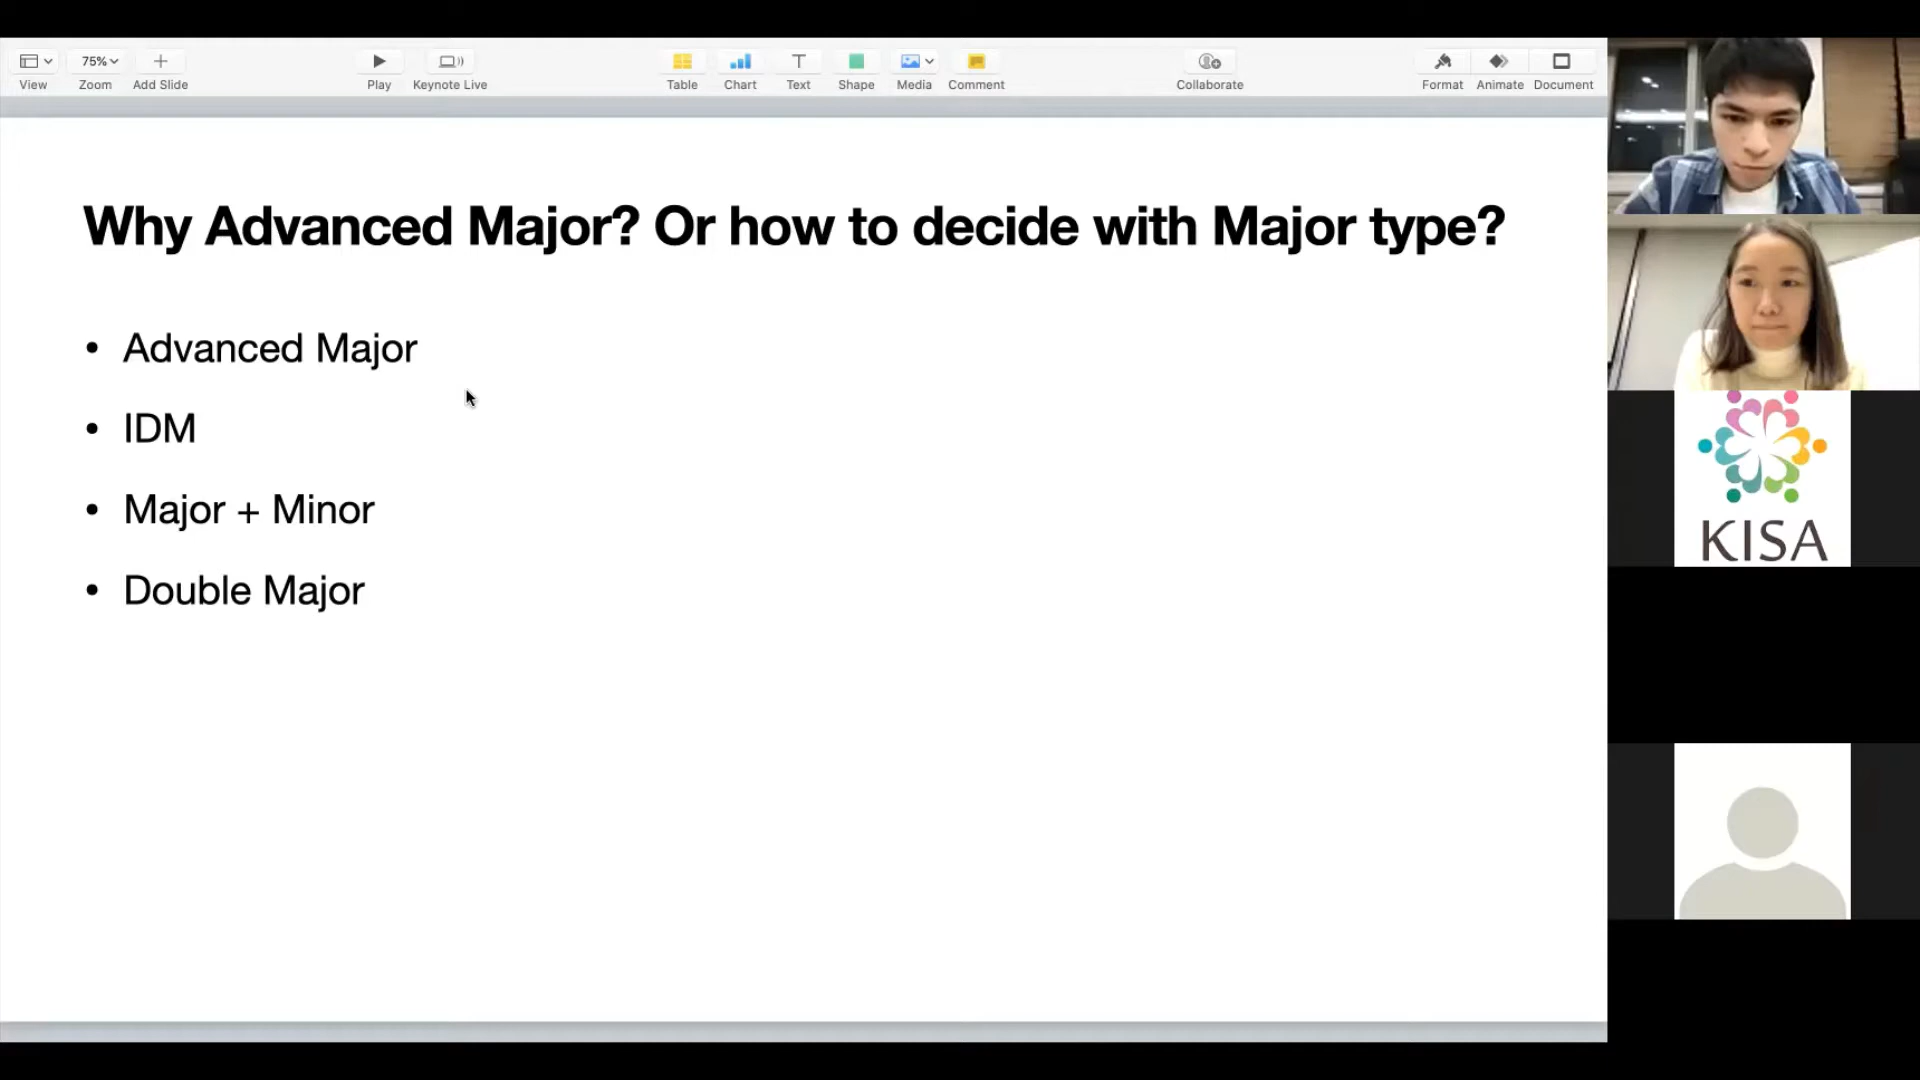 View
75%
Zoom
Add Slide
Play
Keynote Live
Table
Chart
Text
Shape
Media
Comment
Collaborate
Format
Animate
Document
Why Advanced Major? Or how to decide with Major type?
• Advanced Major
• IDM
• Major + Minor
• Double Major
KISA